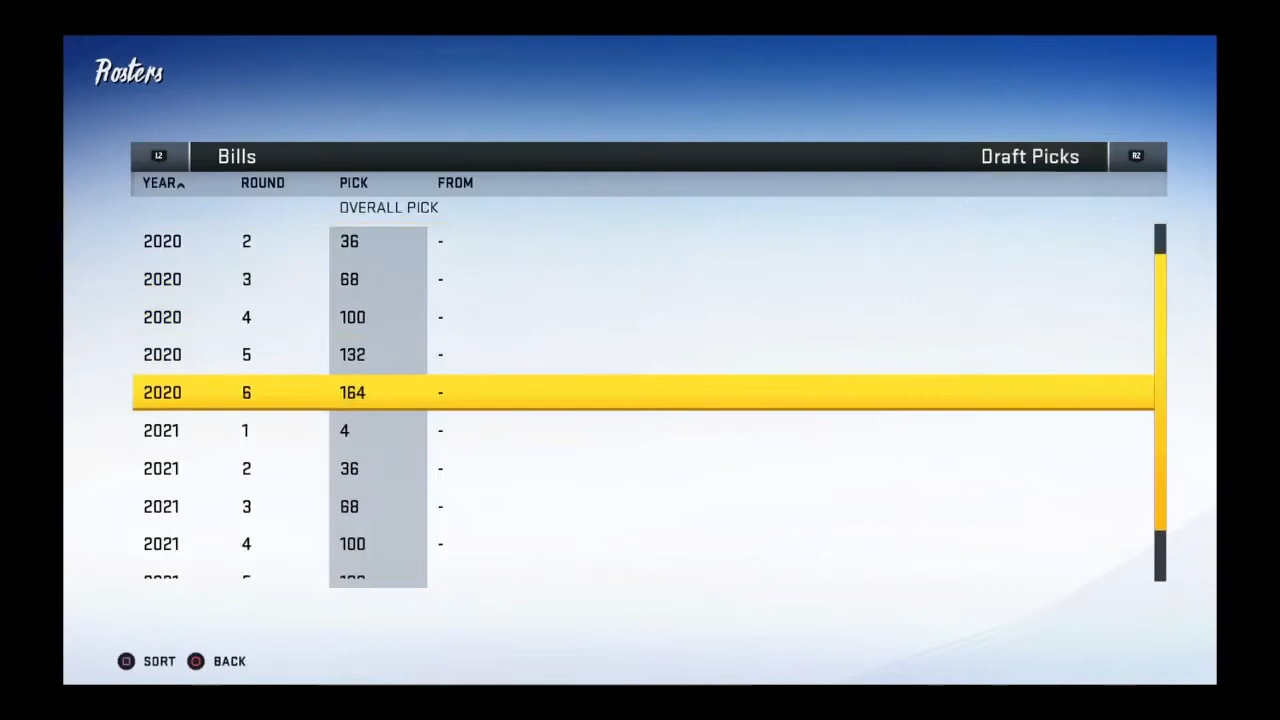 Rosters
L2 Bills Draft Picks R2
YEAR ROUND PICK FROM
OVERALL PICK
2020 2 36 -
2020 3 68 -
2020 4 100 -
2020 5 132 -
2020 6 164 -
2021 1 4 -
2021 2 36 -
2021 3 68 -
2021 4 100 -
SORT BACK